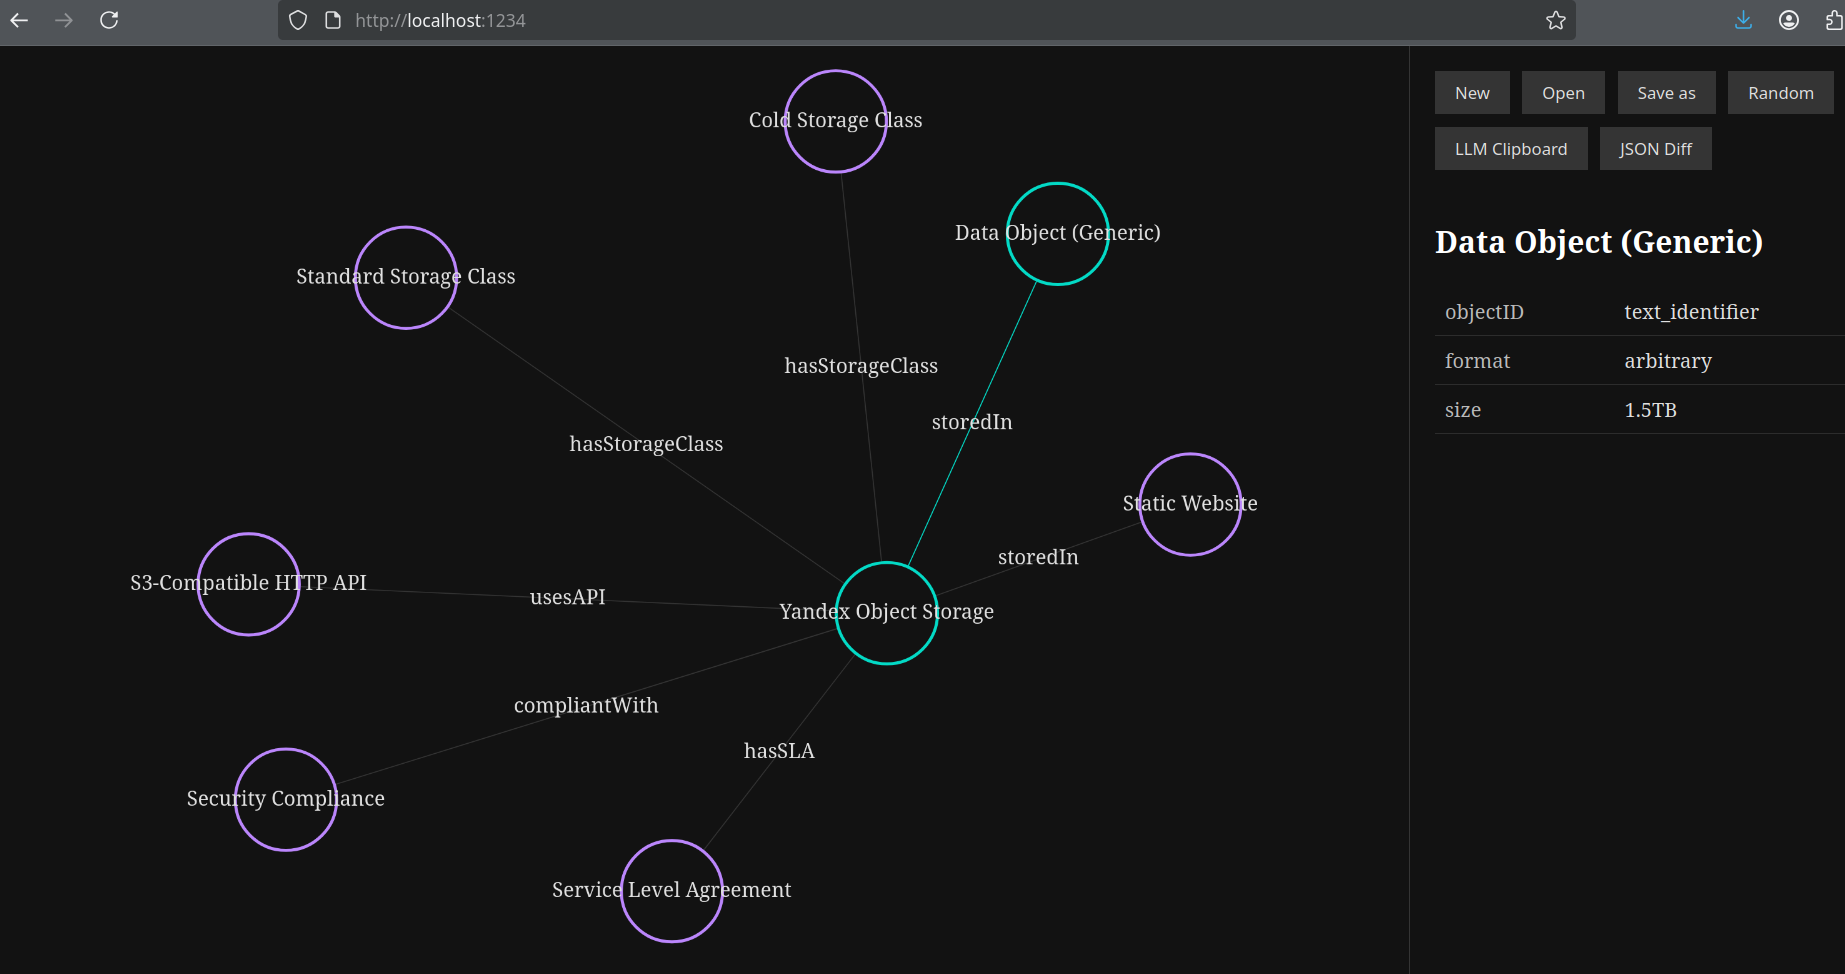 http://localhost:1234
New Open Save as Random
LLM Clipboard JSON Diff
Cold Storage Class
Data Object (Generic)
Standard Storage Class
hasStorageClass
storedIn
hasStorageClass
Static Website
storedIn
S3-Compatible HTTP API
usesAPI
Yandex Object Storage
compliantWith
hasSLA
Security Compliance
Service Level Agreement
Data Object (Generic)
objectID text_identifier
format arbitrary
size 1.5TB